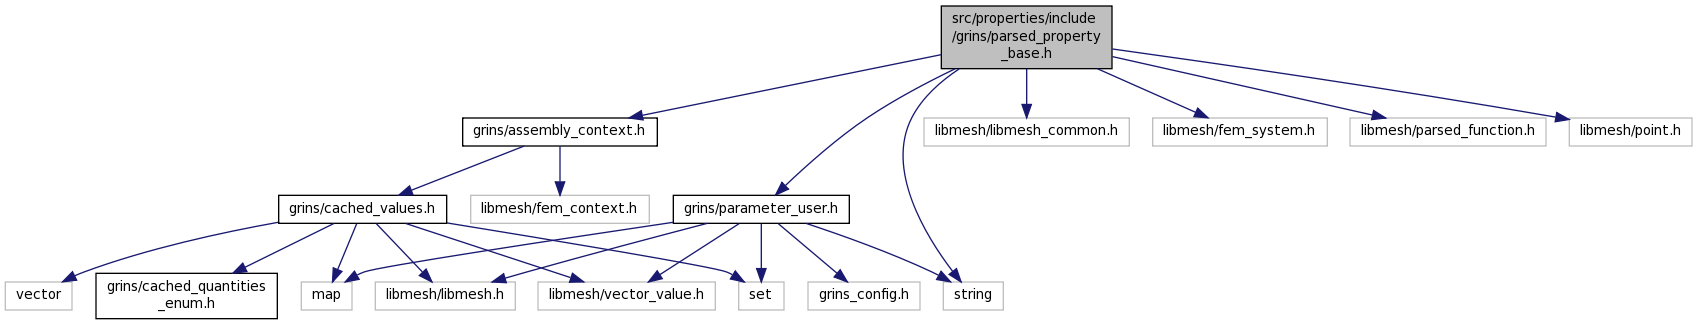 src/properties/include
/grins/parsed_property
_base.h
grins/assembly_context.h
libmesh/libmesh_common.h
libmesh/fem_system.h
libmesh/parsed_function.h
libmesh/point.h
grins/cached_values.h
libmesh/fem_context.h
grins/parameter_user.h
vector
grins/cached_quantities
_enum.h
map
libmesh/libmesh.h
libmesh/vector_value.h
set
grins_config.h
string